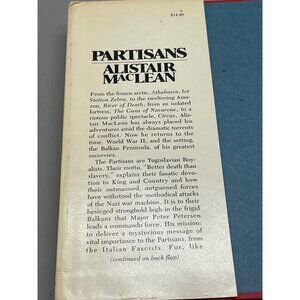 $14.95
PARTISANS
ALISTAIR
MACLEAN
From the frozen arctic, Athabasca, Ice
Station Zebra, to the sweltering Ama-
zon, River of Death; from an isolated
fortress, The Guns of Navarone, to a
riotous public spectacle, Circus, Alis-
tair MacLean has always placed his
adventures amid the dramatic torrents
of conflict. Now he returns to the
time, World War II, and the setting,
the Balkan Peninsula, of his greatest
successes.
The Partisans are Yugoslavian Roy-
alists. Their motto, "Better death than
slavery," explains their fanatic devo-
tion to King and Country and how
their outmanned, outgunned forces
have withstood the methodical attacks
of the Nazi war machine. It is to their
besieged stronghold high in the frigid
Balkans that Major Peter Petersen
leads a commando force. His mission:
to deliver a mysterious message of
vital importance to the Partisans, from
the Italian Fascists. For, like
(continued on back flap)